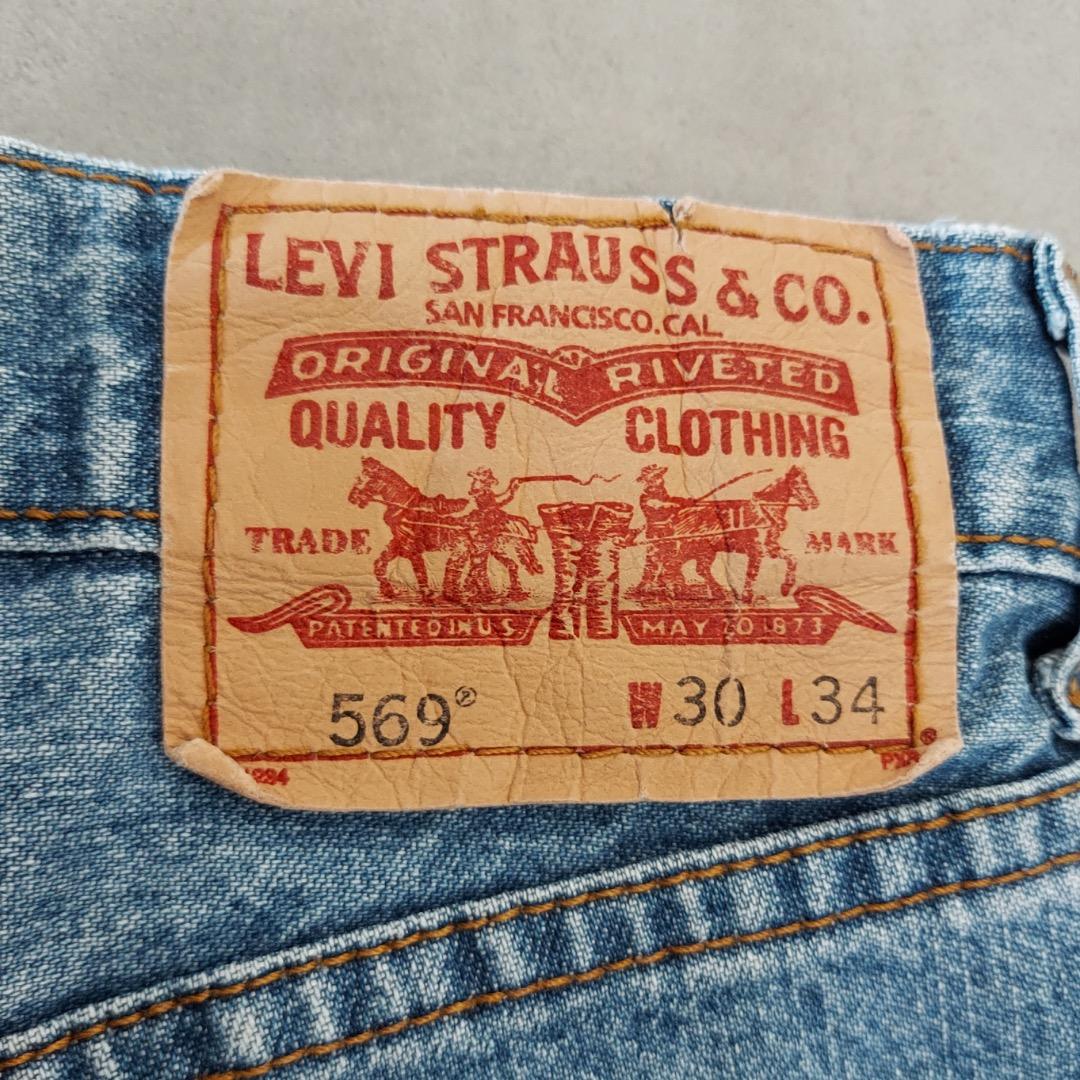 LEVI STRAUSS & CO.
SAN FRANCISCO. CAL.
ORIGINAL RIVETED
QUALITY CLOTHING
TRADE MARK
PATENTED IN U.S. MAY 20 1873
569® W30 L34
®